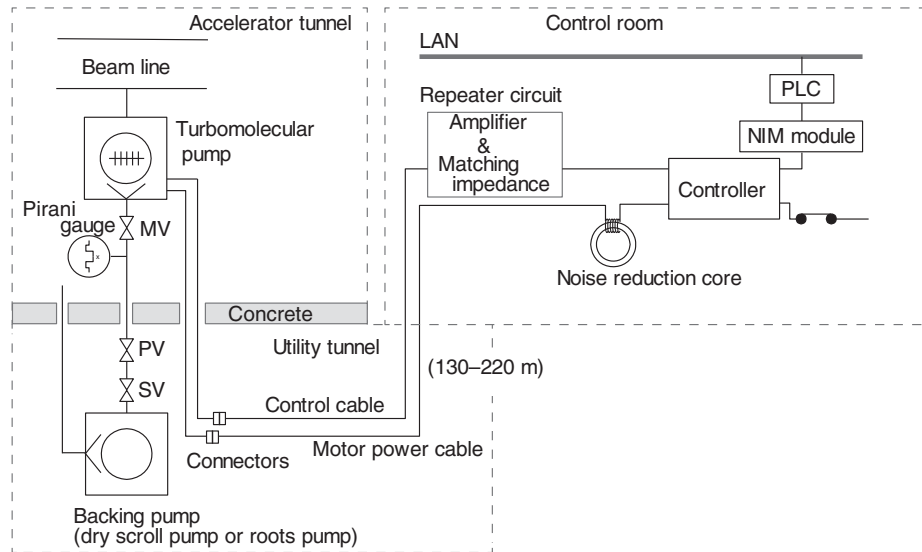 Accelerator tunnel
Control room
LAN
Beam line
PLC
Repeater circuit
Amplifier
&
Matching
impedance
NIM module
Turbomolecular
pump
Controller
Pirani
gauge
MV
x
Noise reduction core
Concrete
Utility tunnel
PV
(130–220 m)
SV
Control cable
Motor power cable
Connectors
Backing pump
(dry scroll pump or roots pump)